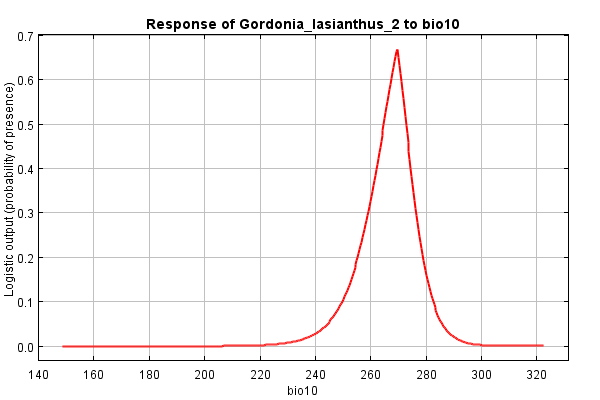 Response of Gordonia_lasianthus_2 to bio10
Logistic output (probability of presence)
0.7
0.6
0.5
0.4
0.3
0.2
0.1
0.0
140 160 180 200 220 240 260 280 300 320
bio10